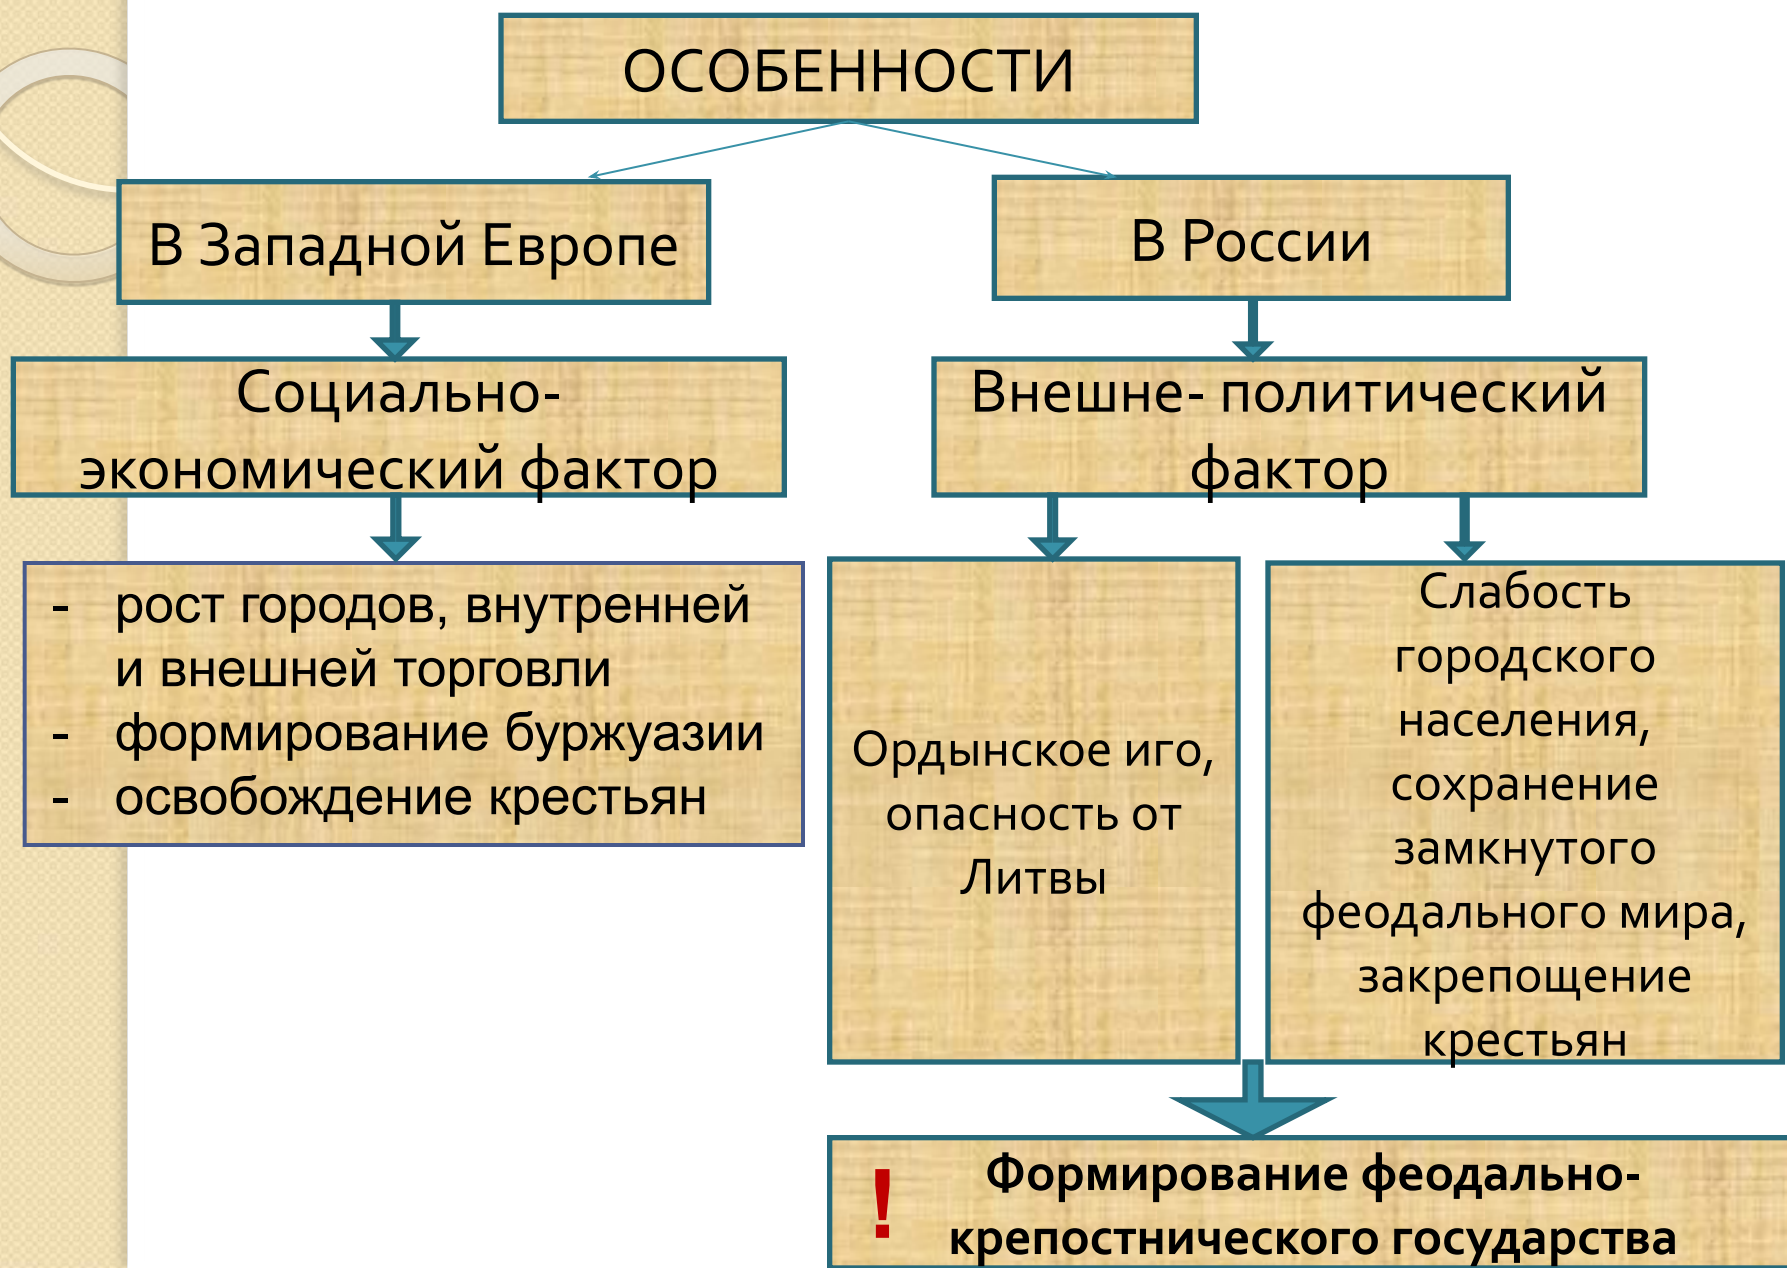 ОСОБЕННОСТИ
В Западной Европе
В России
Социально-
экономический фактор
Внешне- политический
фактор
- рост городов, внутренней
и внешней торговли
- формирование буржуазии
- освобождение крестьян
Ордынское иго,
опасность от
Литвы
Слабость
городского
населения,
сохранение
замкнутого
феодального мира,
закрепощение
крестьян
! Формирование феодально-
крепостнического государства